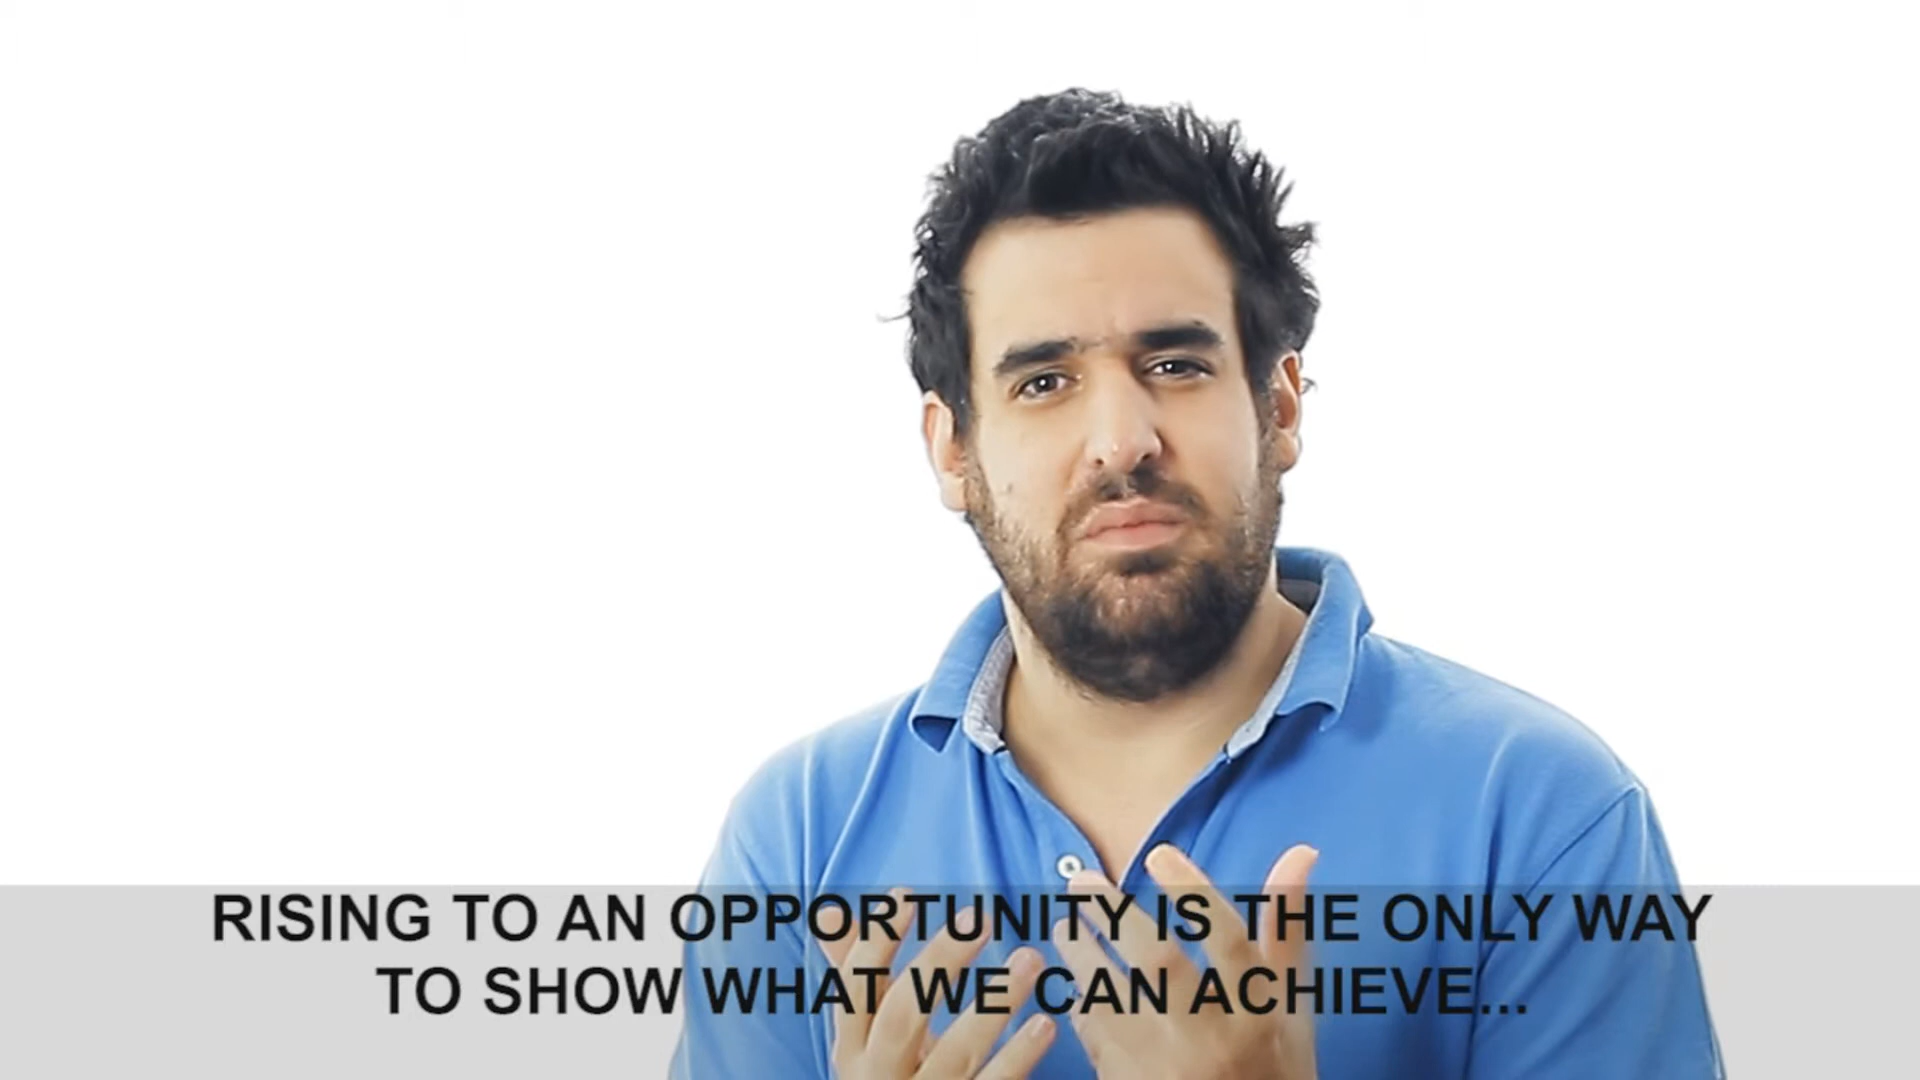 RISING TO AN OPPORTUNITY IS THE ONLY WAY
TO SHOW WHAT WE CAN ACHIEVE...